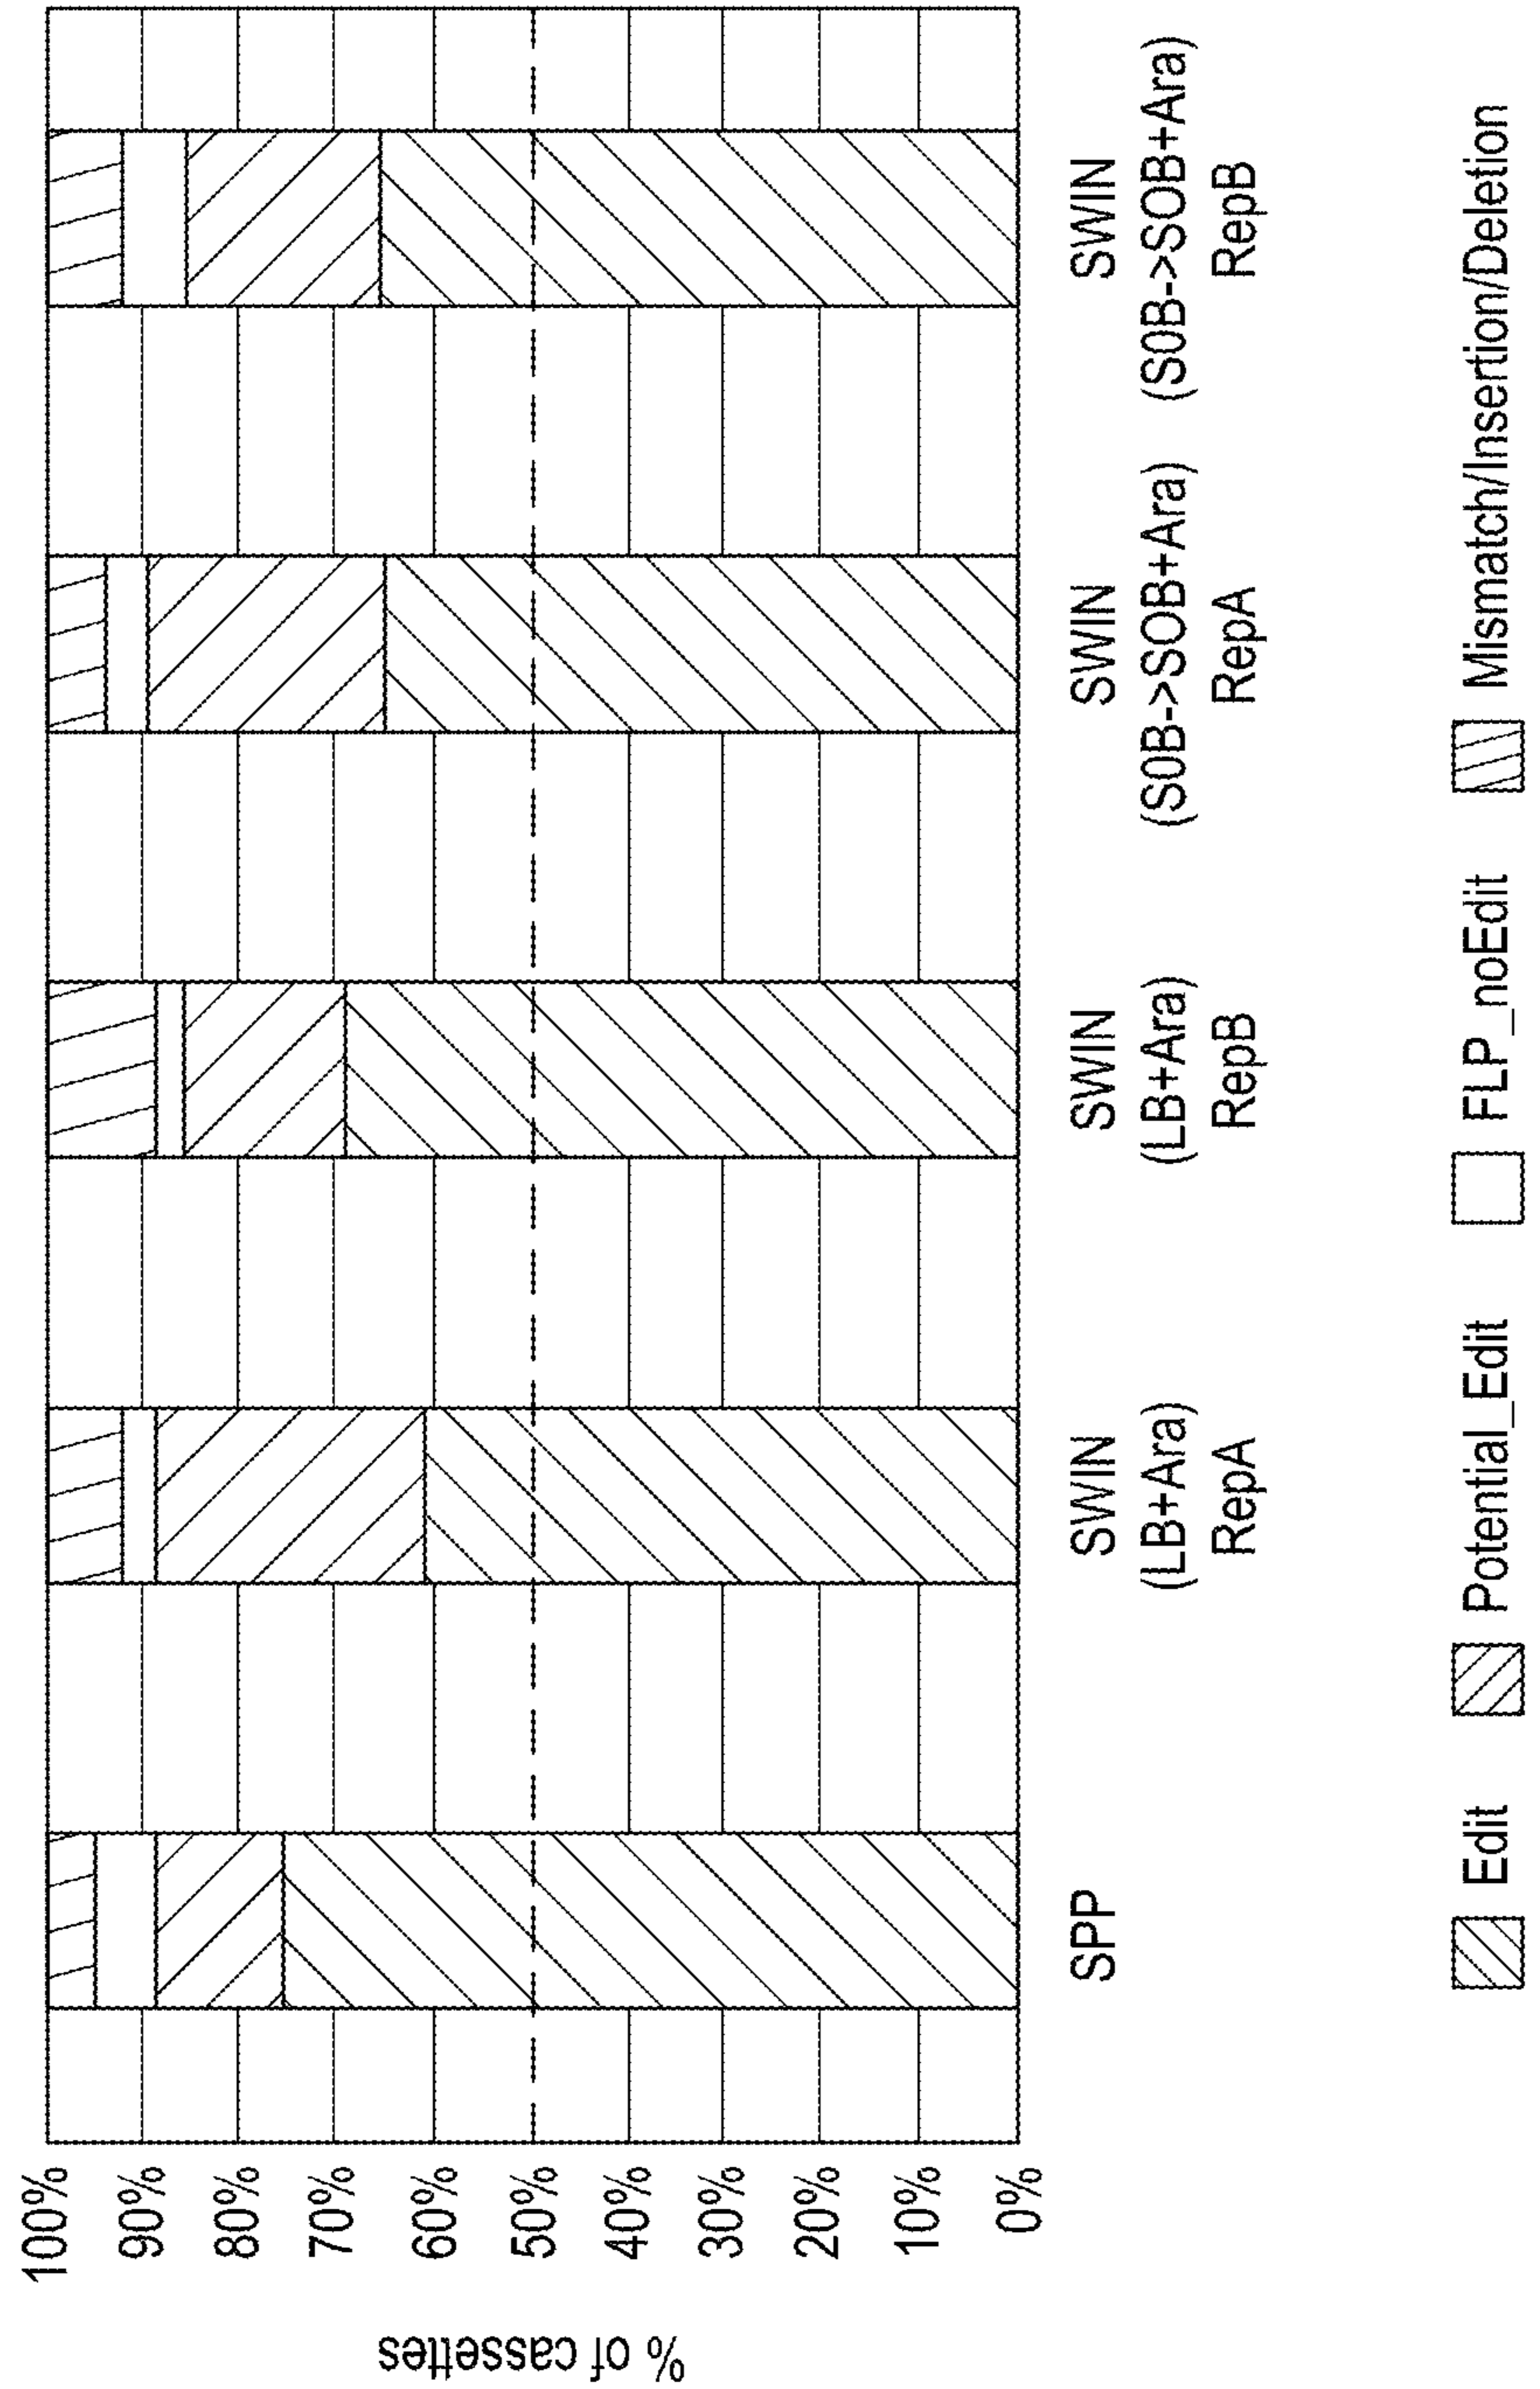 % of cassettes
100%
90%
80%
70%
60%
50%
40%
30%
20%
10%
0%
SPP
SWIN
(LB+Ara)
RepA
SWIN
(LB+Ara)
RepB
SWIN
(S0B->SOB+Ara)
RepA
SWIN
(S0B->SOB+Ara)
RepB
Edit
Potential_Edit
FLP_noEdit
Mismatch/Insertion/Deletion